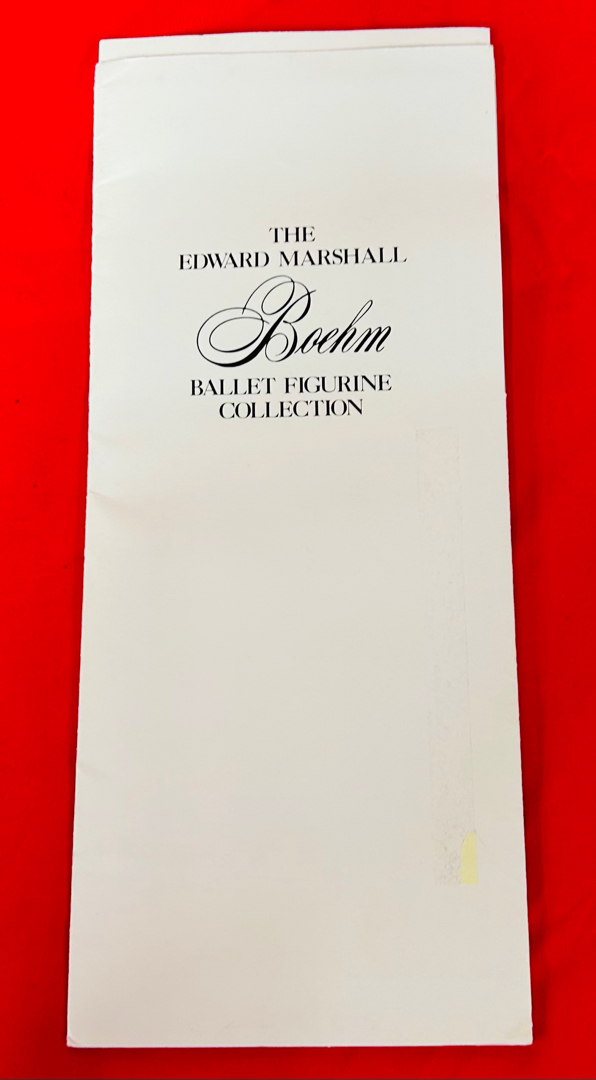 THE
EDWARD MARSHALL
Boehm
BALLET FIGURINE
COLLECTION